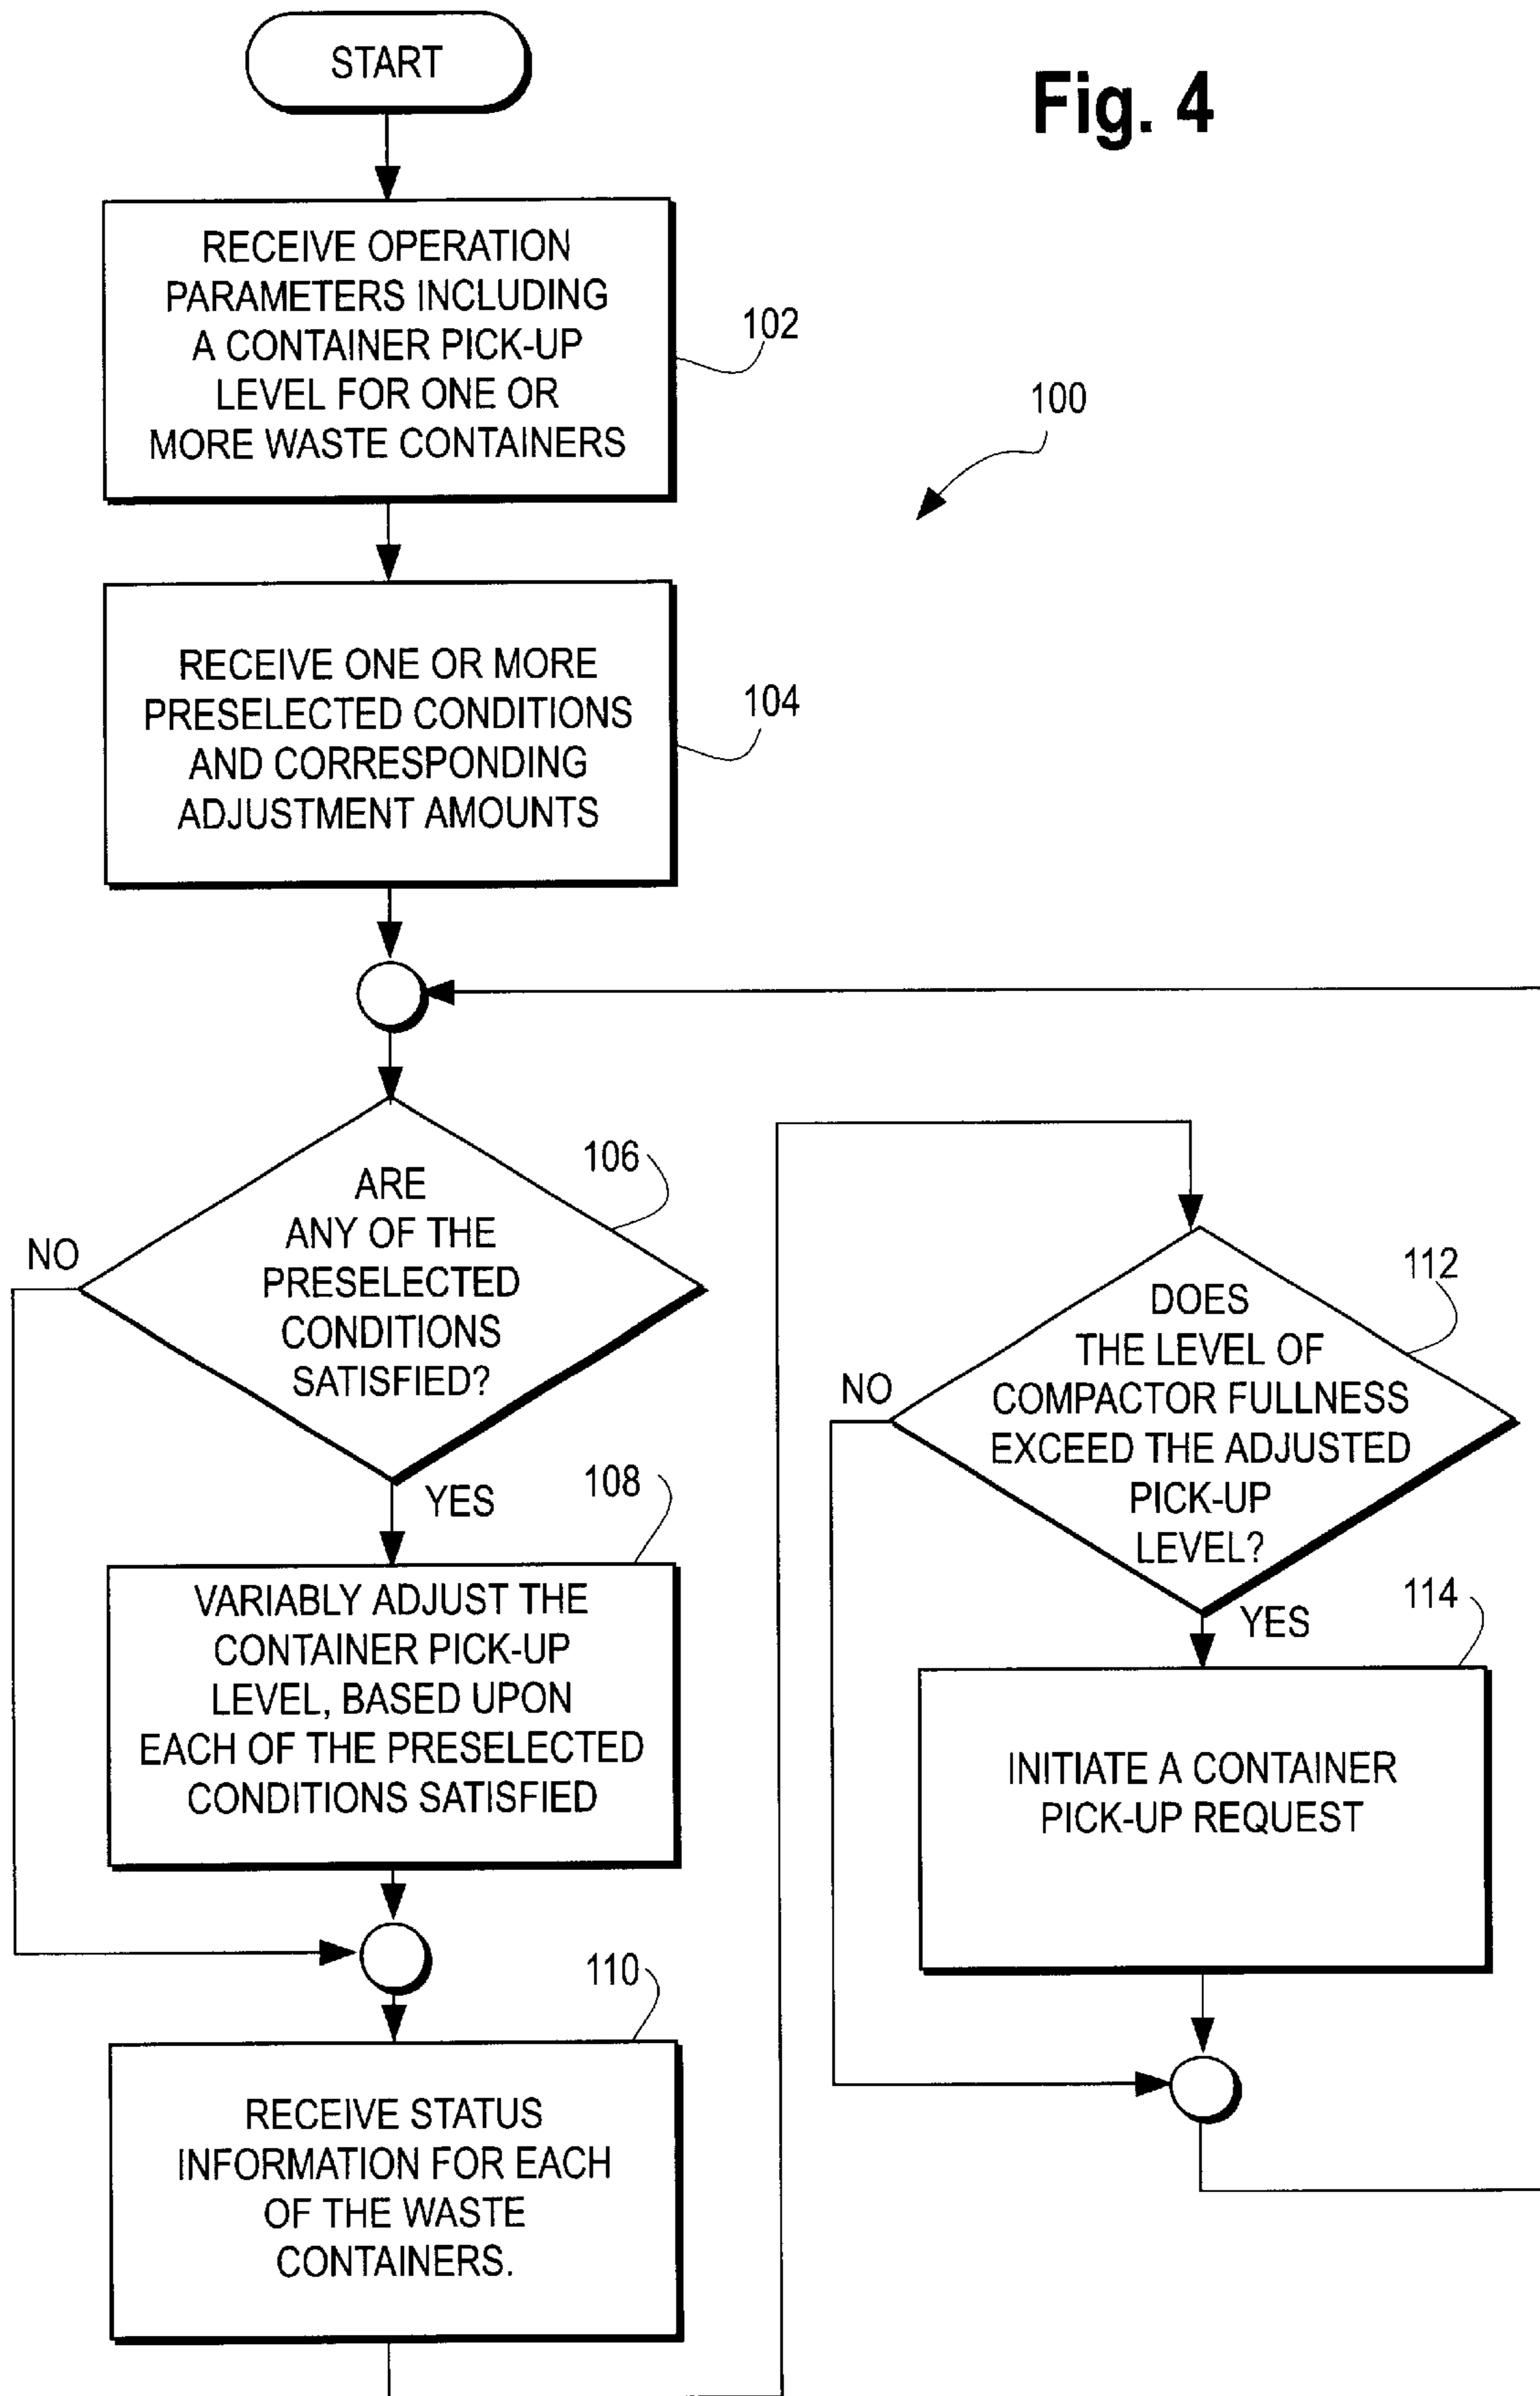 START
Fig. 4
RECEIVE OPERATION
PARAMETERS INCLUDING
A CONTAINER PICK-UP
LEVEL FOR ONE OR
MORE WASTE CONTAINERS
102
100
RECEIVE ONE OR MORE
PRESELECTED CONDITIONS
AND CORRESPONDING
ADJUSTMENT AMOUNTS
104
ARE
ANY OF THE
PRESELECTED
CONDITIONS
SATISFIED?
106
NO
YES
108
VARIABLY ADJUST THE
CONTAINER PICK-UP
LEVEL, BASED UPON
EACH OF THE PRESELECTED
CONDITIONS SATISFIED
110
RECEIVE STATUS
INFORMATION FOR EACH
OF THE WASTE
CONTAINERS.
112
DOES
THE LEVEL OF
COMPACTOR FULLNESS
EXCEED THE ADJUSTED
PICK-UP
LEVEL?
NO
YES
114
INITIATE A CONTAINER
PICK-UP REQUEST